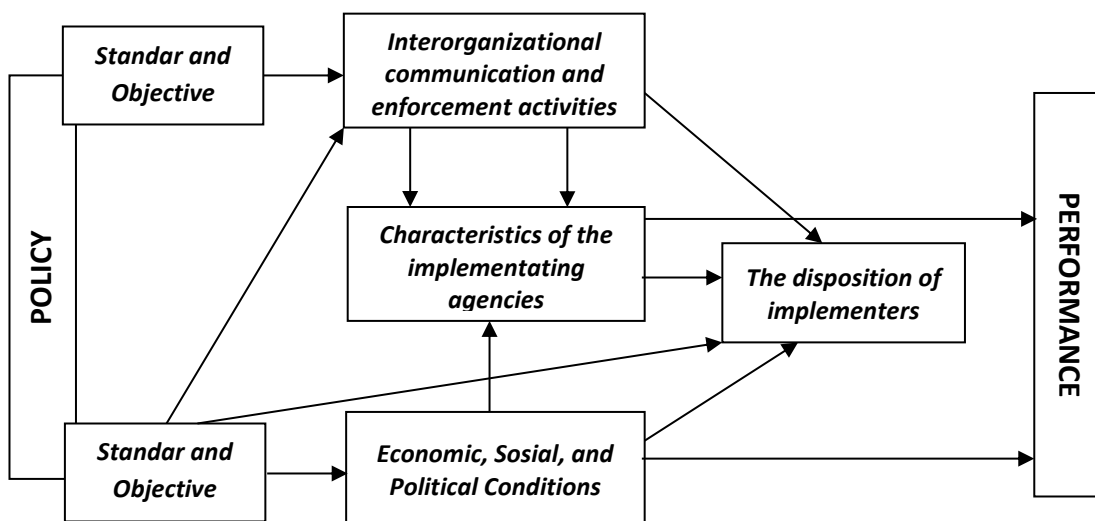 POLICY
Standar and
Objective
Interorganizational
communication and
enforcement activities
Characteristics of the
implementating
agencies
The disposition of
implementers
Standar and
Objective
Economic, Sosial, and
Political Conditions
PERFORMANCE